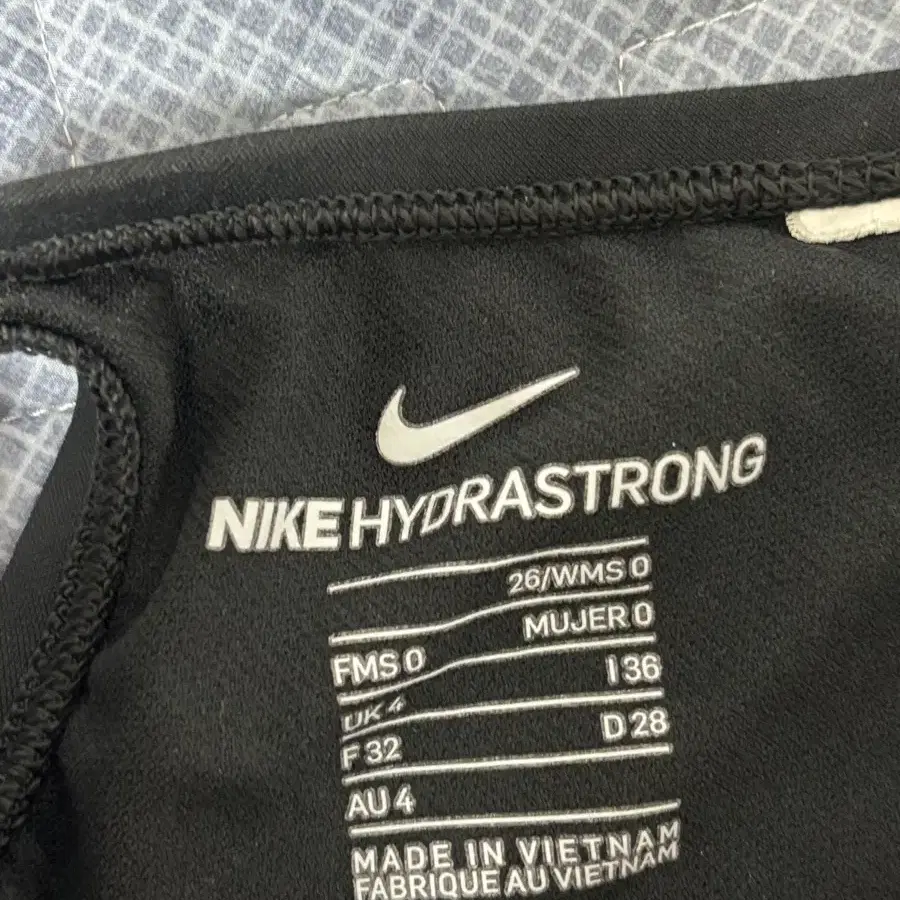 NIKE HYDRASTRONG
26/WMS 0
MUJER 0
FMS 0 I 36
UK 4
F 32 D 28
AU 4
MADE IN VIETNAM
FABRIQUE AU VIETNAM